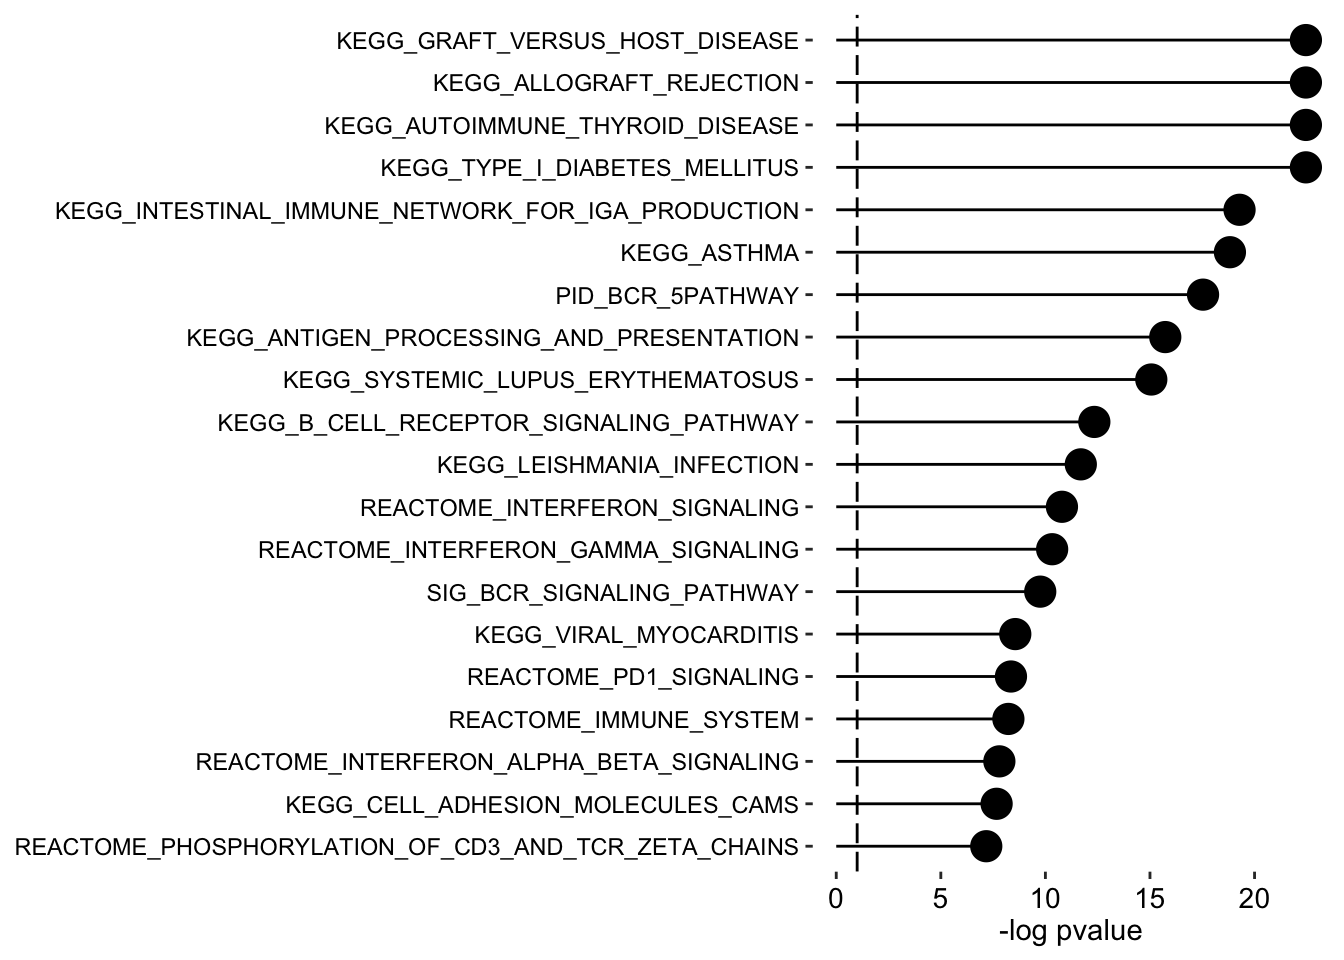 KEGG_GRAFT_VERSUS_HOST_DISEASE
KEGG_ALLOGRAFT_REJECTION
KEGG_AUTOIMMUNE_THYROID_DISEASE
KEGG_TYPE_I_DIABETES_MELLITUS
KEGG_INTESTINAL_IMMUNE_NETWORK_FOR_IGA_PRODUCTION
KEGG_ASTHMA
PID_BCR_5PATHWAY
KEGG_ANTIGEN_PROCESSING_AND_PRESENTATION
KEGG_SYSTEMIC_LUPUS_ERYTHEMATOSUS
KEGG_B_CELL_RECEPTOR_SIGNALING_PATHWAY
KEGG_LEISHMANIA_INFECTION
REACTOME_INTERFERON_SIGNALING
REACTOME_INTERFERON_GAMMA_SIGNALING
SIG_BCR_SIGNALING_PATHWAY
KEGG_VIRAL_MYOCARDITIS
REACTOME_PD1_SIGNALING
REACTOME_IMMUNE_SYSTEM
REACTOME_INTERFERON_ALPHA_BETA_SIGNALING
KEGG_CELL_ADHESION_MOLECULES_CAMS
REACTOME_PHOSPHORYLATION_OF_CD3_AND_TCR_ZETA_CHAINS
0 5 10 15 20
-log pvalue